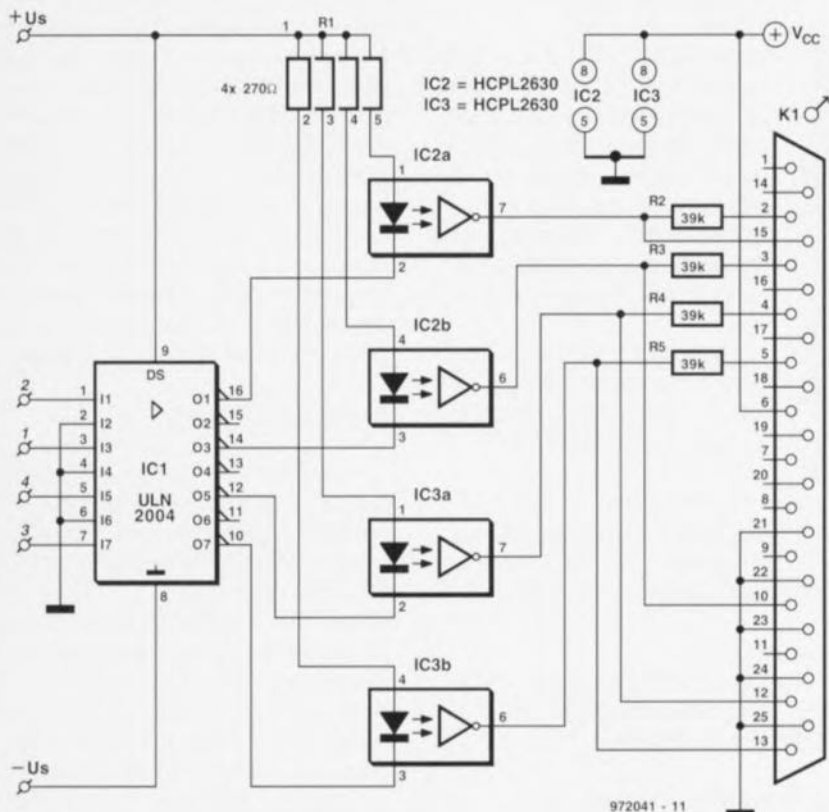 +Us
1
R1
4x 270Ω
2
3
4
5
IC2 = HCPL2630
IC3 = HCPL2630
8
IC2
5
8
IC3
5
+
VCC
K1
IC2a
1
7
2
IC2b
4
6
3
IC3a
1
7
2
IC3b
4
6
3
R2
39k
R3
39k
R4
39k
R5
39k
9
DS
IC1
ULN
2004
8
2
1
4
3
1
2
3
4
5
6
7
I1
I2
I3
I4
I5
I6
I7
O1
O2
O3
O4
O5
O6
O7
16
15
14
13
12
11
10
−Us
1
14
2
15
3
16
4
17
5
18
6
19
7
20
8
21
9
22
10
23
11
24
12
25
13
972041 - 11